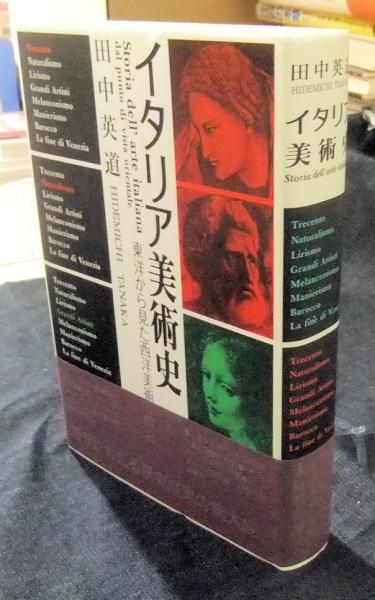 Trecento
Naturalismo
Lirismo
Grandi Artisti
Melanconismo
Manierismo
Barocco
La fine di Venezia
Trecento
Naturalismo
Lirismo
Grandi Artisti
Melanconismo
Manierismo
Barocco
La fine di Venezia
Trecento
Naturalismo
Lirismo
Grandi Artisti
Melanconismo
Manierismo
Barocco
La fine di Venezia
田中英道 HIDEMICHI TANAKA
Storia dell'arte italiana
dal punto di vista orientale
東洋から見た西洋美術
イタリア美術史
田中英
HIDEMICHI TANA
イタリア
美術史
Storia dell'arte ital
Trecento
Naturalismo
Lirismo
Grandi Artisti
Melanconismo
Manierismo
Barocco
La fine di Ven
Trecento
Naturalismo
Lirismo
Grandi Artisti
Melanconismo
Manierismo
Barocco
La fine di Ven